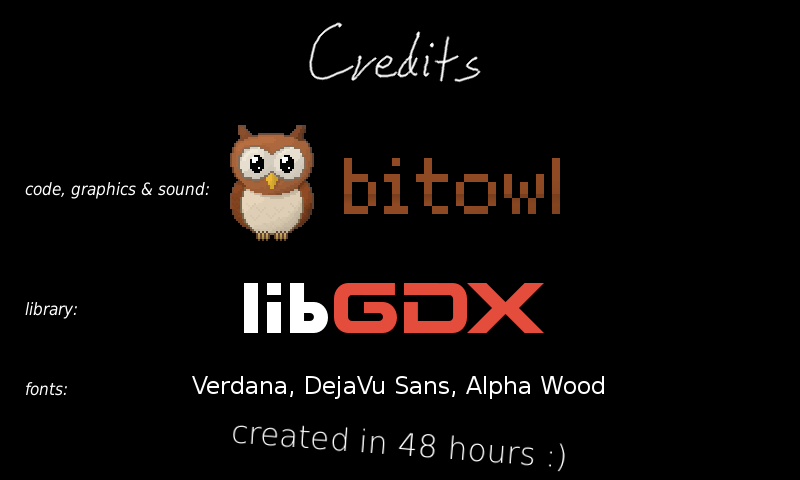 Credits
code, graphics & sound: bitowl
library: libGDX
fonts: Verdana, DejaVu Sans, Alpha Wood
created in 48 hours :)